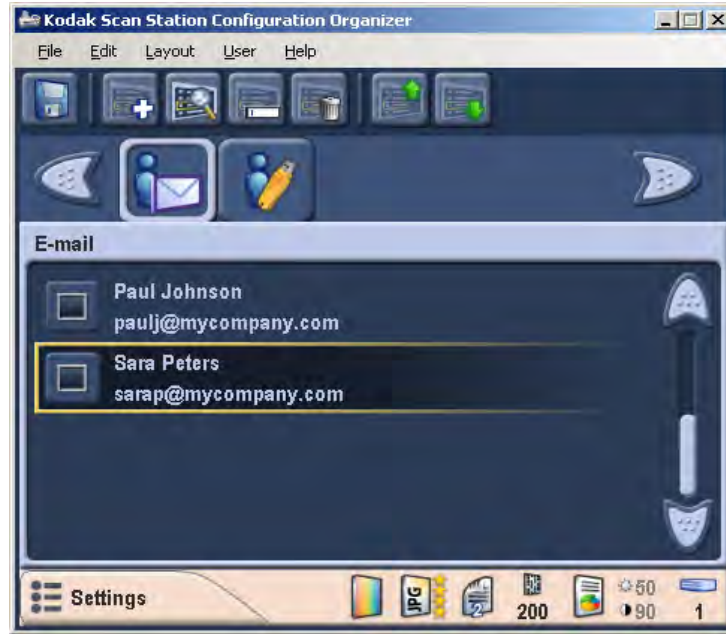 Kodak Scan Station Configuration Organizer
File Edit Layout User Help
E-mail
Paul Johnson
paulj@mycompany.com
Sara Peters
sarap@mycompany.com
Settings
JPG
2
200
50
90
1